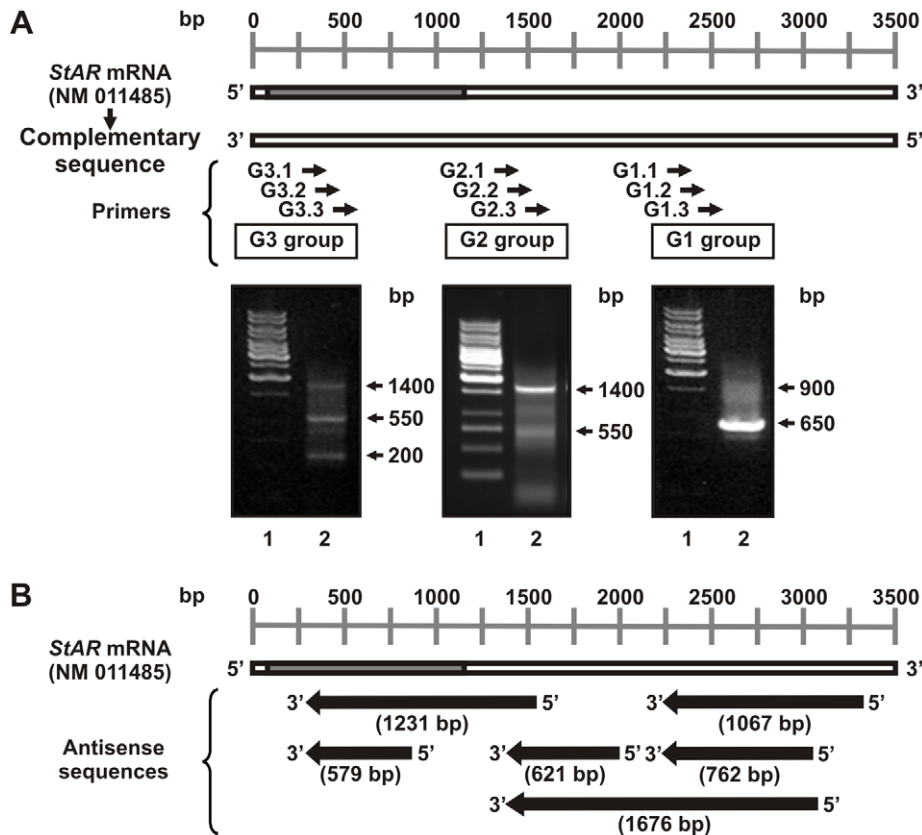 A
bp 0 500 1000 1500 2000 2500 3000 3500
StAR mRNA
(NM 011485)
5’ 3’
Complementary
sequence
3’ 5’
Primers
G3.1 G2.1 G1.1
G3.2 G2.2 G1.2
G3.3 G2.3 G1.3
G3 group G2 group G1 group
bp bp bp
1400 1400 900
550 550 650
200
1 2 1 2 1 2
B
bp 0 500 1000 1500 2000 2500 3000 3500
StAR mRNA
(NM 011485)
5’ 3’
Antisense
sequences
3’ 5’ 3’ 5’
(1231 bp) (1067 bp)
3’ 5’ 3’ 5’ 3’ 5’
(579 bp) (621 bp) (762 bp)
3’ 5’
(1676 bp)